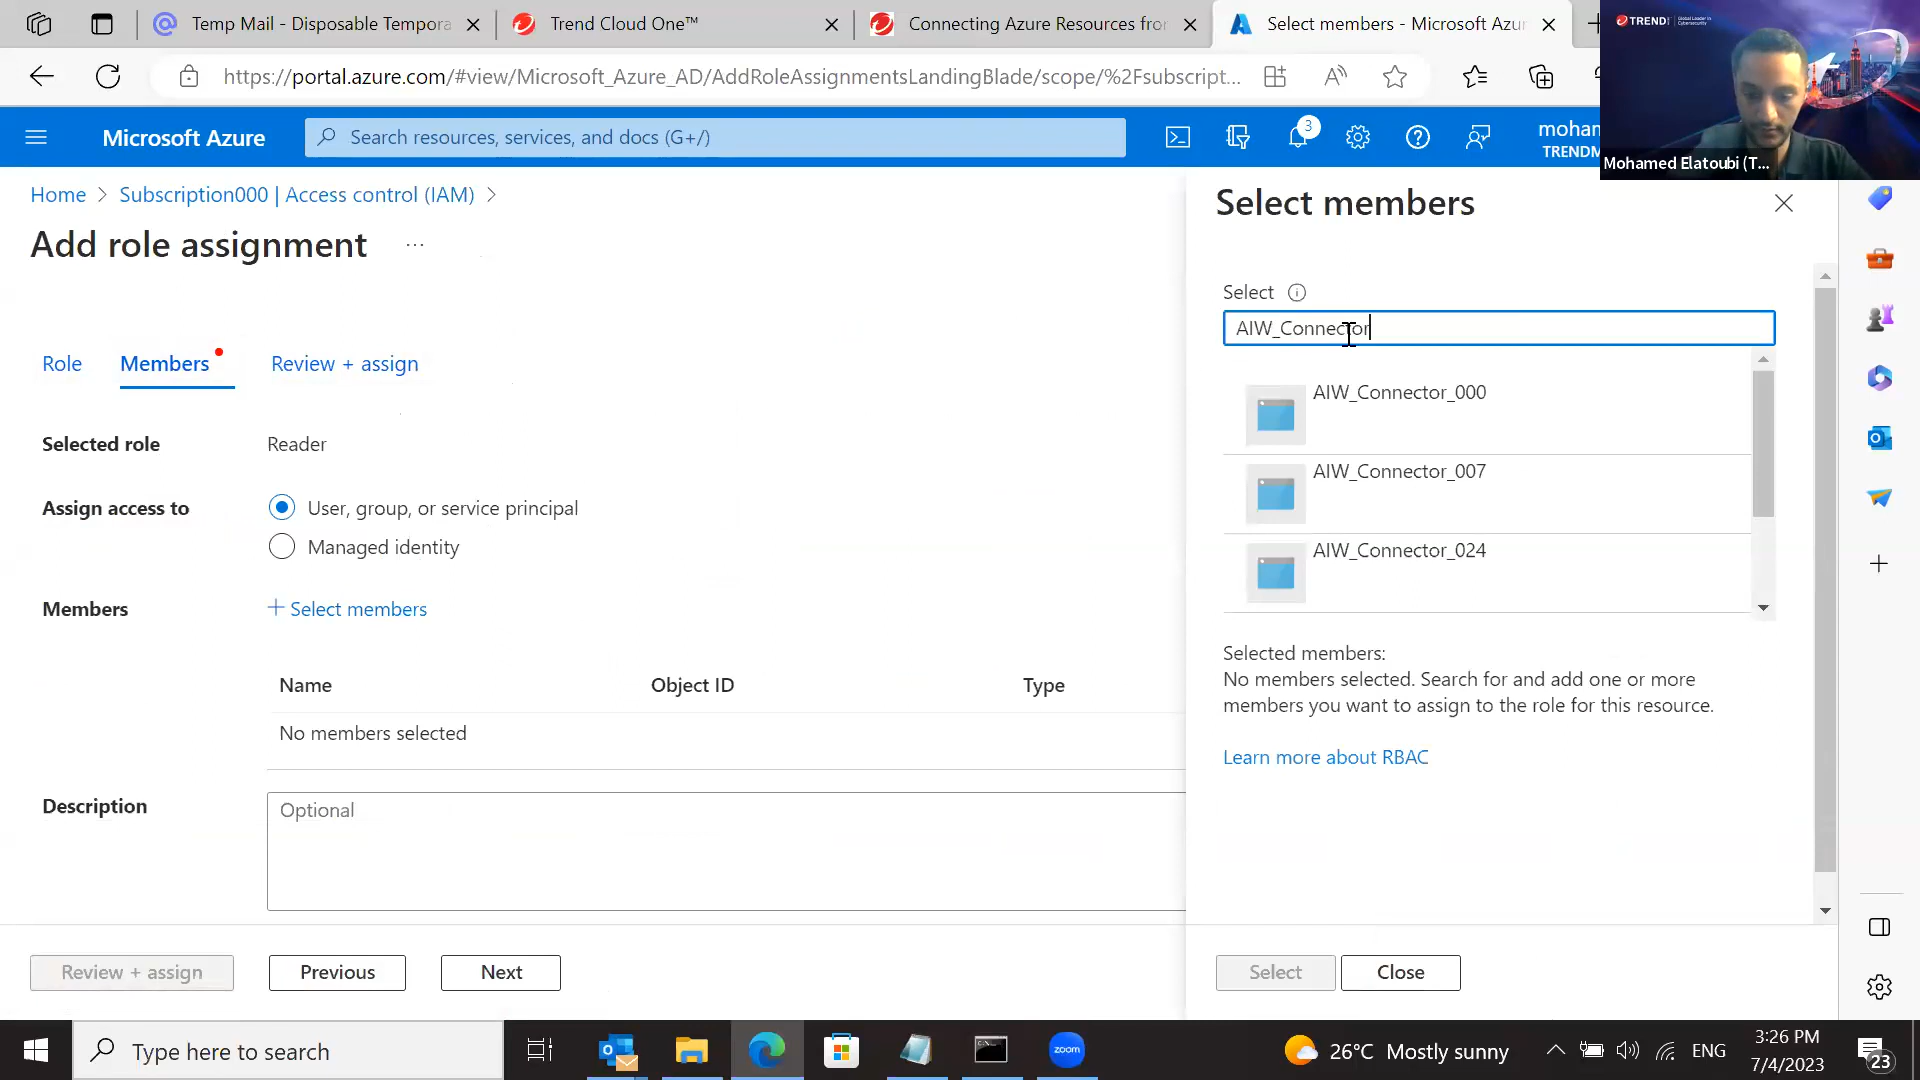 Temp Mail - Disposable Tempora
Trend Cloud One™
Connecting Azure Resources fror
Select members - Microsoft Azur
https://portal.azure.com/#view/Microsoft_Azure_AD/AddRoleAssignmentsLandingBlade/scope/%2Fsubscript...
TREND
Mohamed Elatoubi (T...
Microsoft Azure
Search resources, services, and docs (G+/)
3
moham
TRENDM
Home > Subscription000 | Access control (IAM) >
Add role assignment ...
Role
Members
Review + assign
Selected role
Reader
Assign access to
User, group, or service principal
Managed identity
Members
+ Select members
Name
Object ID
Type
No members selected
Description
Optional
Review + assign
Previous
Next
Select members
Select
AIW_Connector
AIW_Connector_000
AIW_Connector_007
AIW_Connector_024
Selected members:
No members selected. Search for and add one or more
members you want to assign to the role for this resource.
Learn more about RBAC
Select
Close
Type here to search
zoom
26°C Mostly sunny
ENG
3:26 PM
7/4/2023
23